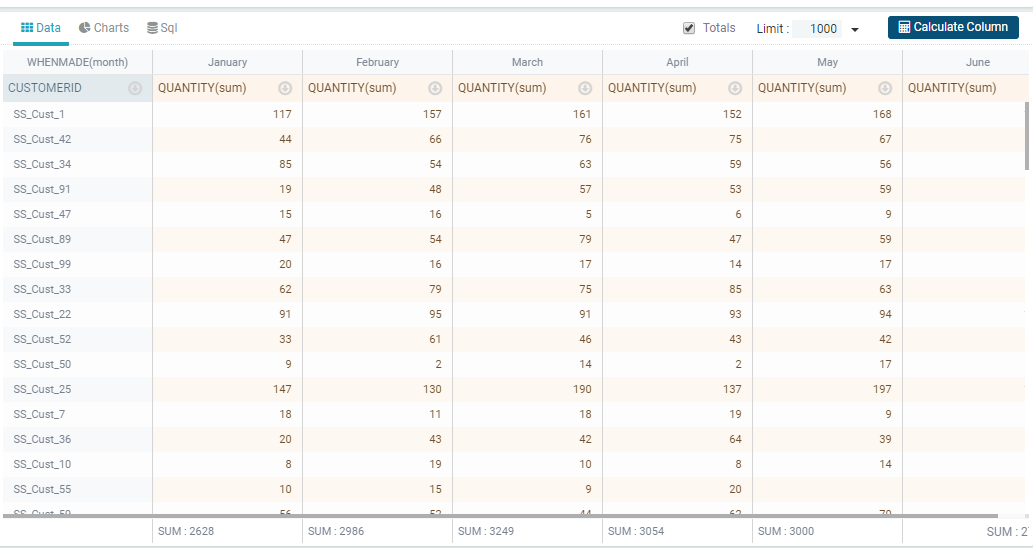 Data Charts Sql Totals Limit : 1000 Calculate Column
WHENMADE(month) January February March April May June
CUSTOMERID QUANTITY(sum) QUANTITY(sum) QUANTITY(sum) QUANTITY(sum) QUANTITY(sum) QUANTITY(sum)
SS_Cust_1 117 157 161 152 168
SS_Cust_42 44 66 76 75 67
SS_Cust_34 85 54 63 59 56
SS_Cust_91 19 48 57 53 59
SS_Cust_47 15 16 5 6 9
SS_Cust_89 47 54 79 47 59
SS_Cust_99 20 16 17 14 17
SS_Cust_33 62 79 75 85 63
SS_Cust_22 91 95 91 93 94
SS_Cust_52 33 61 46 43 42
SS_Cust_50 9 2 14 2 17
SS_Cust_25 147 130 190 137 197
SS_Cust_7 18 11 18 19 9
SS_Cust_36 20 43 42 64 39
SS_Cust_10 8 19 10 8 14
SS_Cust_55 10 15 9 20
SUM : 2628 SUM : 2986 SUM : 3249 SUM : 3054 SUM : 3000 SUM :